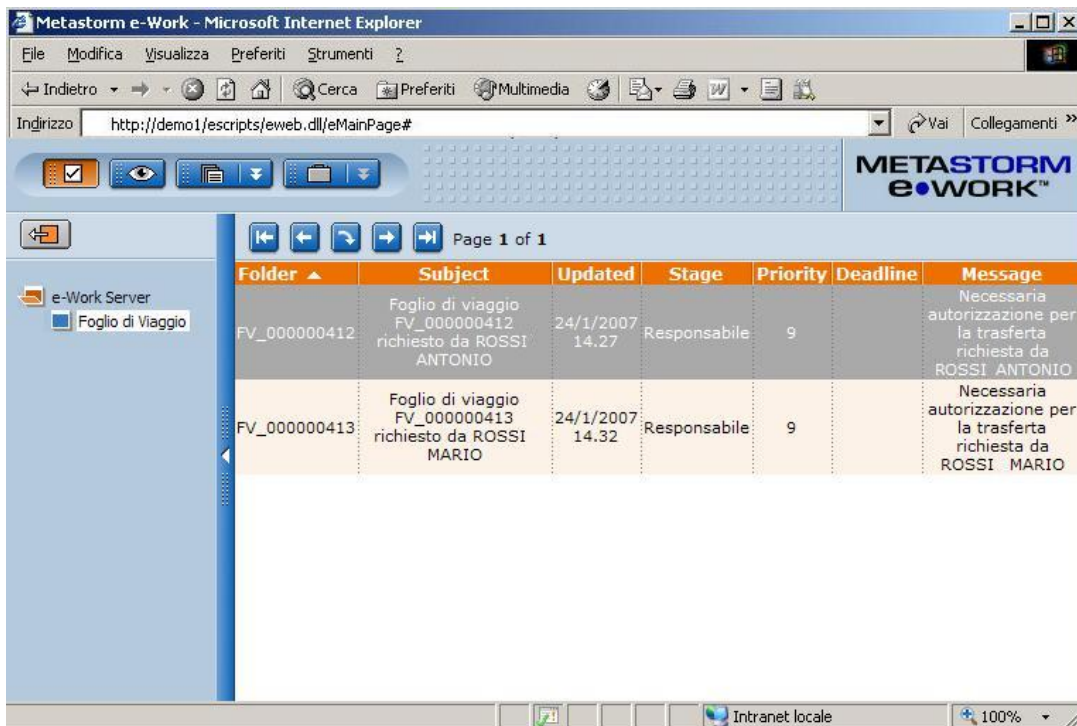 Metastorm e-Work - Microsoft Internet Explorer
File Modifica Visualizza Preferiti Strumenti ?
Indietro Cerca Preferiti Multimedia
Indirizzo http://demo1/escripts/eweb.dll/eMainPage# Vai Collegamenti »
METASTORM
e•WORK™
Page 1 of 1
Folder ▲ Subject Updated Stage Priority Deadline Message
e-Work Server
Foglio di Viaggio
FV_000000412
Foglio di viaggio
FV_000000412
richiesto da ROSSI
ANTONIO
24/1/2007
14.27
Responsabile
9
Necessaria
autorizzazione per
la trasferta
richiesta da
ROSSI ANTONIO
FV_000000413
Foglio di viaggio
FV_000000413
richiesto da ROSSI
MARIO
24/1/2007
14.32
Responsabile
9
Necessaria
autorizzazione per
la trasferta
richiesta da
ROSSI MARIO
Intranet locale 100%